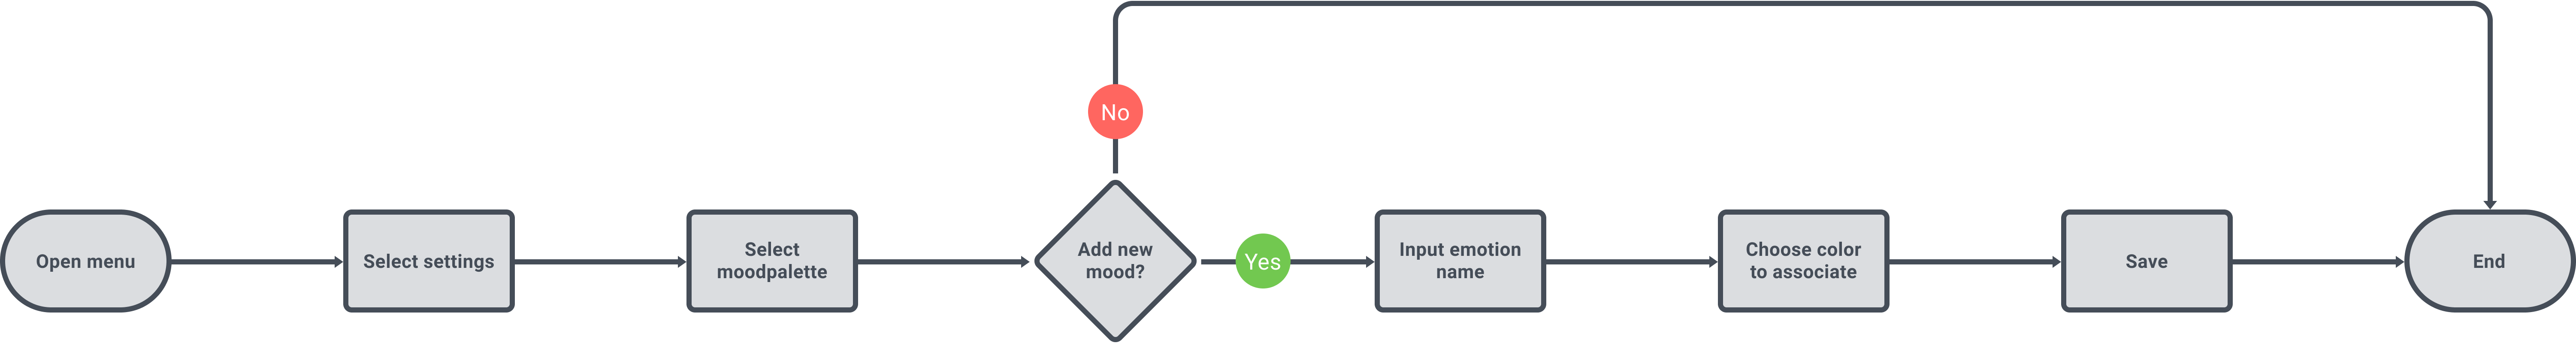 No
Open menu
Select settings
Select
moodpalette
Add new
mood?
Yes
Input emotion
name
Choose color
to associate
Save
End